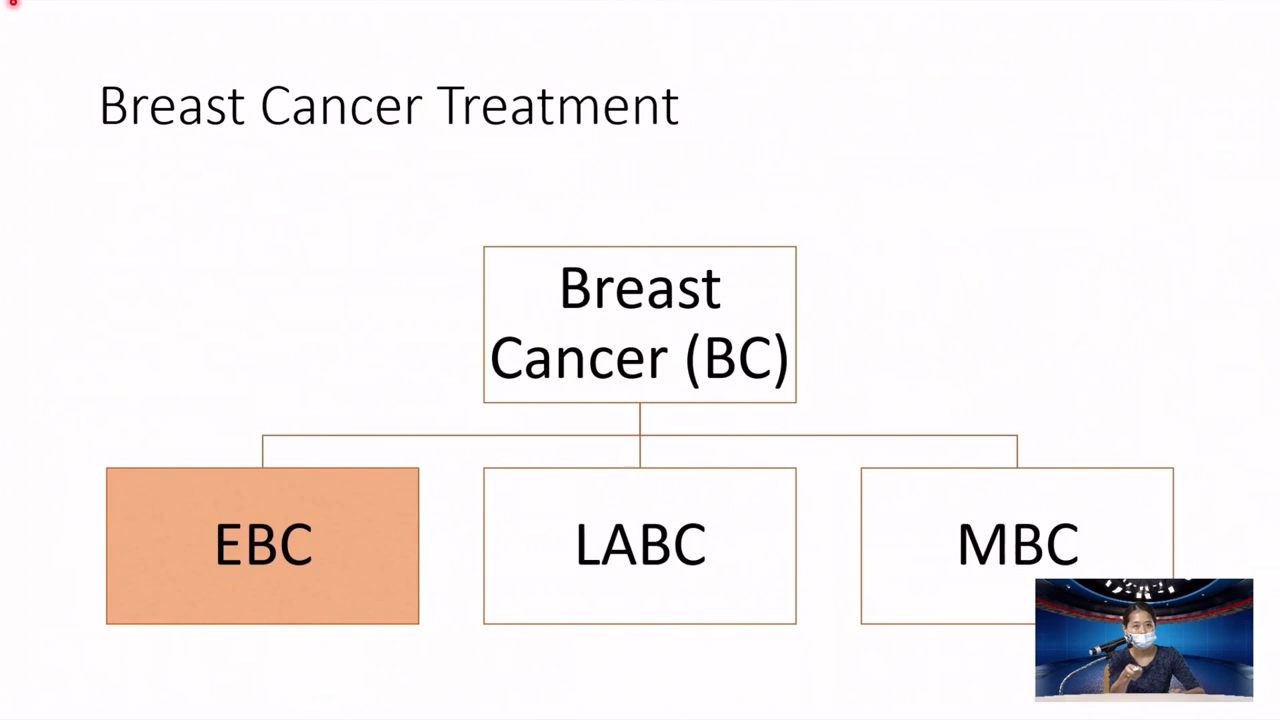 Breast Cancer Treatment
Breast
Cancer (BC)
EBC
LABC
MBC